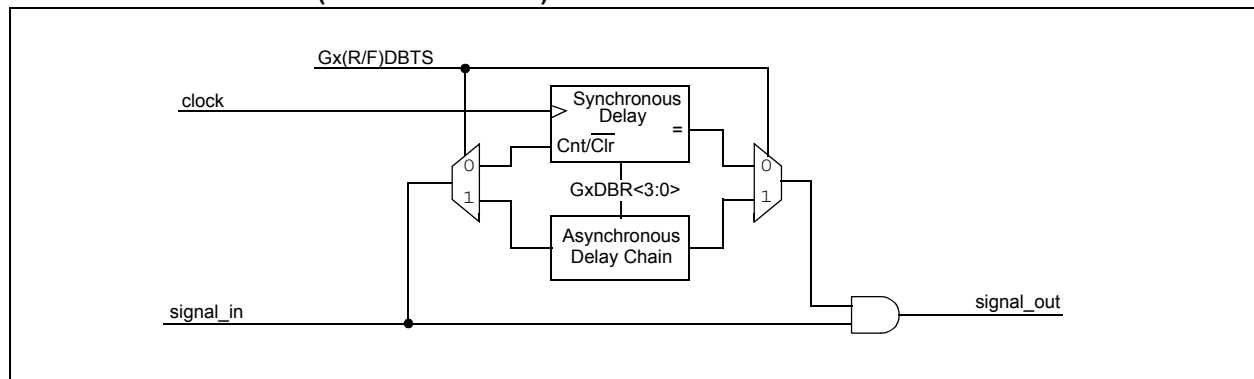 Gx(R/F)DBTS
clock
Synchronous
Delay
=
Cnt/Clr
0
1
0
1
GxDBR<3:0>
Asynchronous
Delay Chain
signal_in
signal_out